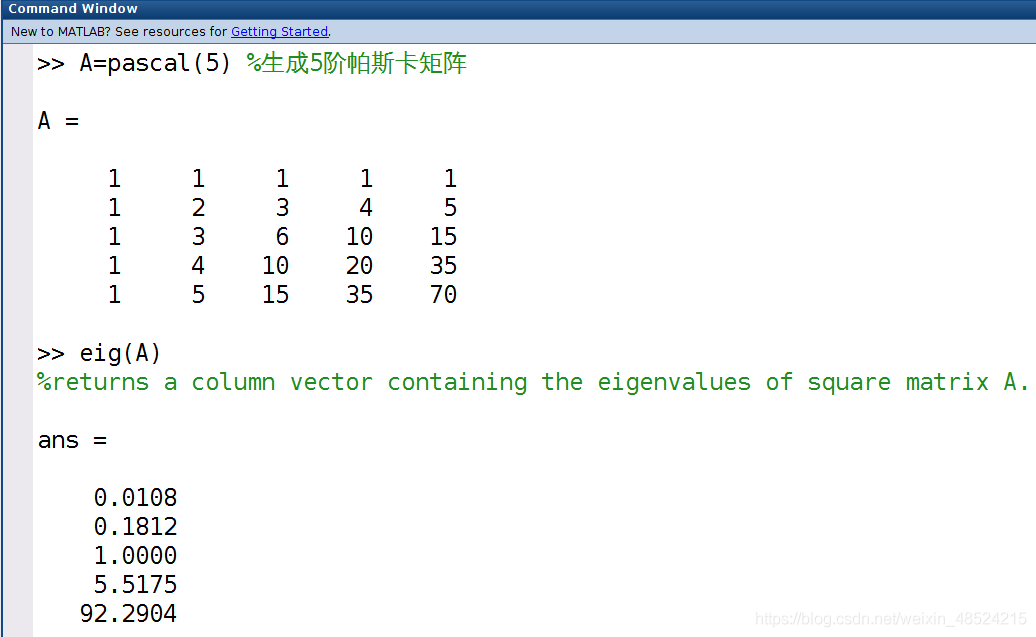 Command Window
New to MATLAB? See resources for Getting Started.
>> A=pascal(5) %生成5阶帕斯卡矩阵
A =
1 1 1 1 1
1 2 3 4 5
1 3 6 10 15
1 4 10 20 35
1 5 15 35 70
>> eig(A)
%returns a column vector containing the eigenvalues of square matrix A.
ans =
0.0108
0.1812
1.0000
5.5175
92.2904
https://blog.csdn.net/weixin_48524215